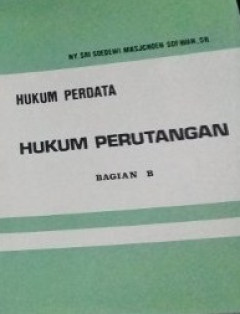 NY. SRI SOEDEWI MASJCHOEN SOFWAN, SH
HUKUM PERDATA
HUKUM PERUTANGAN
BAGIAN B